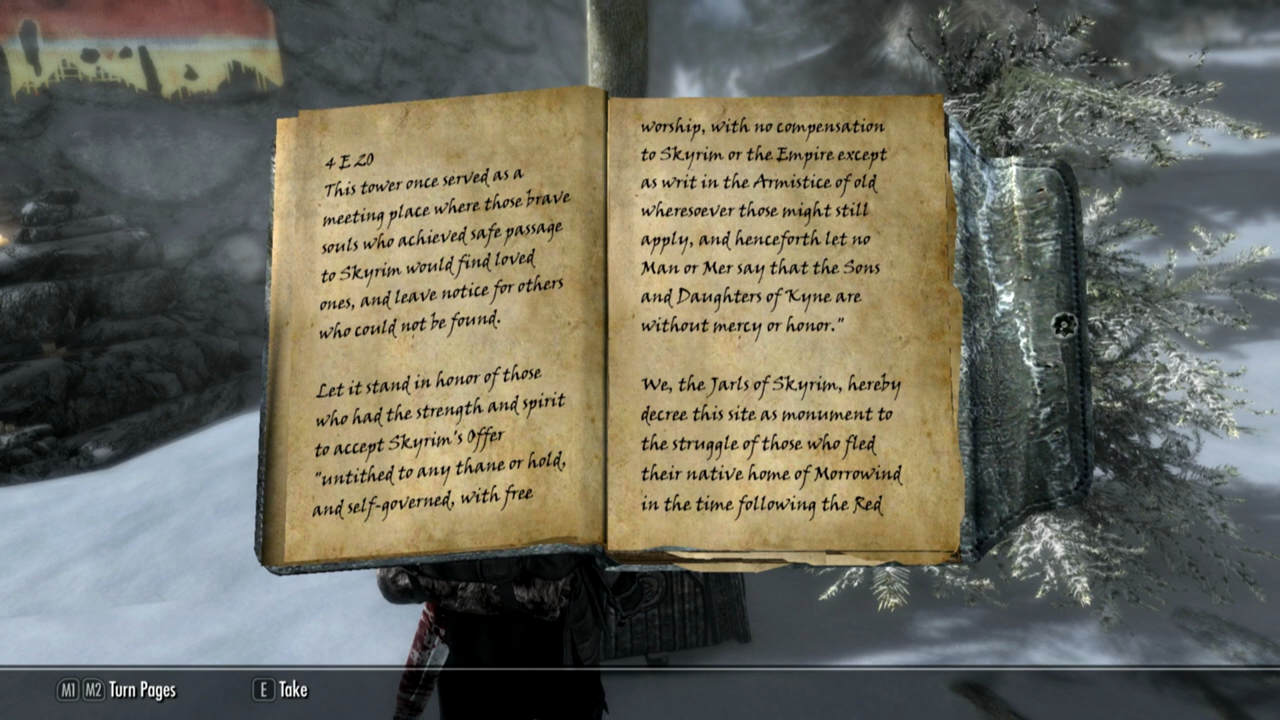 4 E 20
This tower once served as a
meeting place where those brave
souls who achieved safe passage
to Skyrim would find loved
ones, and leave notice for others
who could not be found.
Let it stand in honor of those
who had the strength and spirit
to accept Skyrim's Offer
"untithed to any thane or hold,
and self-governed, with free
worship, with no compensation
to Skyrim or the Empire except
as writ in the Armistice of old
wheresoever those might still
apply, and henceforth let no
Man or Mer say that the Sons
and Daughters of Kyne are
without mercy or honor."
We, the Jarls of Skyrim, hereby
decree this site as monument to
the struggle of those who fled
their native home of Morrowind
in the time following the Red
M1 M2 Turn Pages
E Take